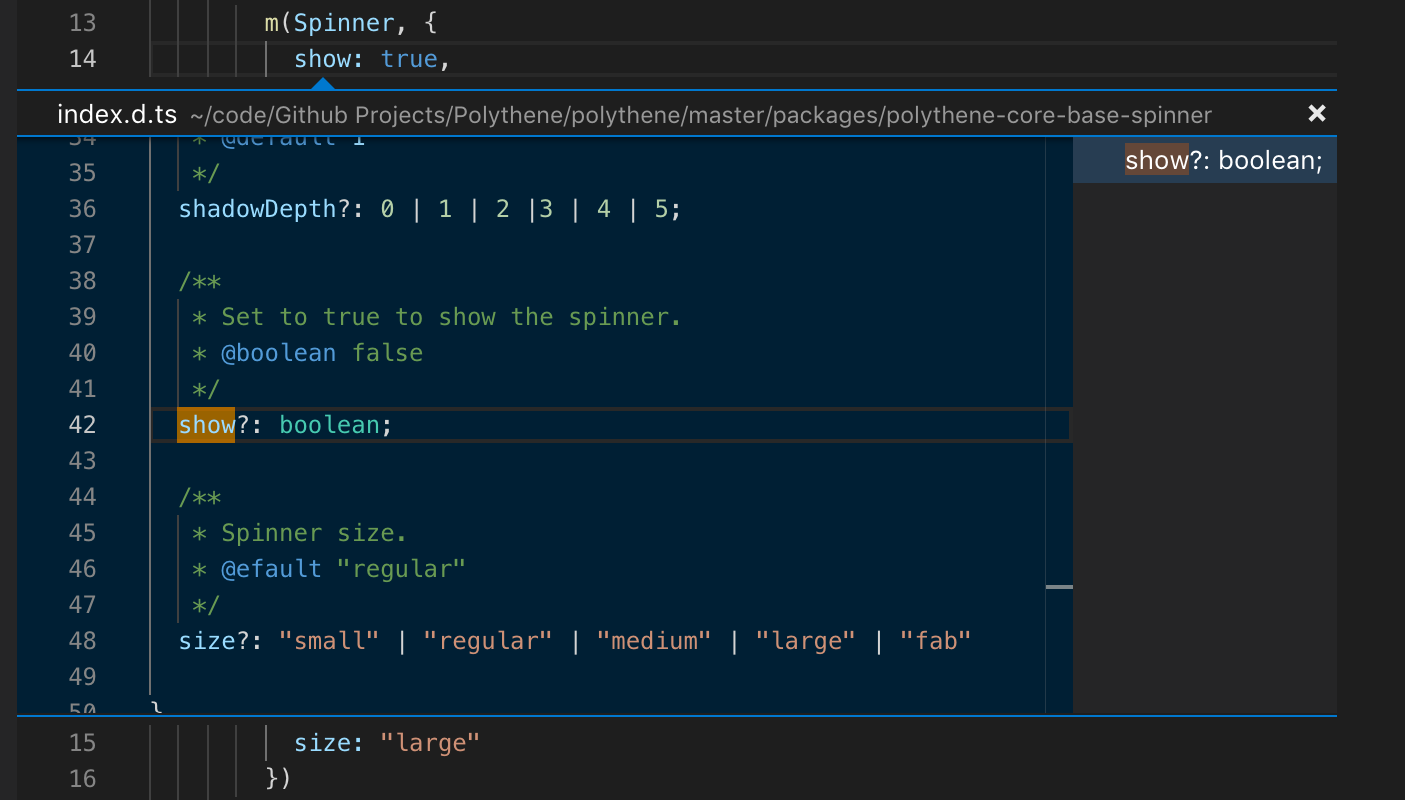 13 m(Spinner, {
14 show: true,
index.d.ts ~/code/Github Projects/Polythene/polythene/master/packages/polythene-core-base-spinner ×
34 * @default 1
35 */
36 shadowDepth?: 0 | 1 | 2 |3 | 4 | 5;
37
38 /**
39 * Set to true to show the spinner.
40 * @boolean false
41 */
42 show?: boolean;
43
44 /**
45 * Spinner size.
46 * @efault "regular"
47 */
48 size?: "small" | "regular" | "medium" | "large" | "fab"
49
50 }
show?: boolean;
15 size: "large"
16 })